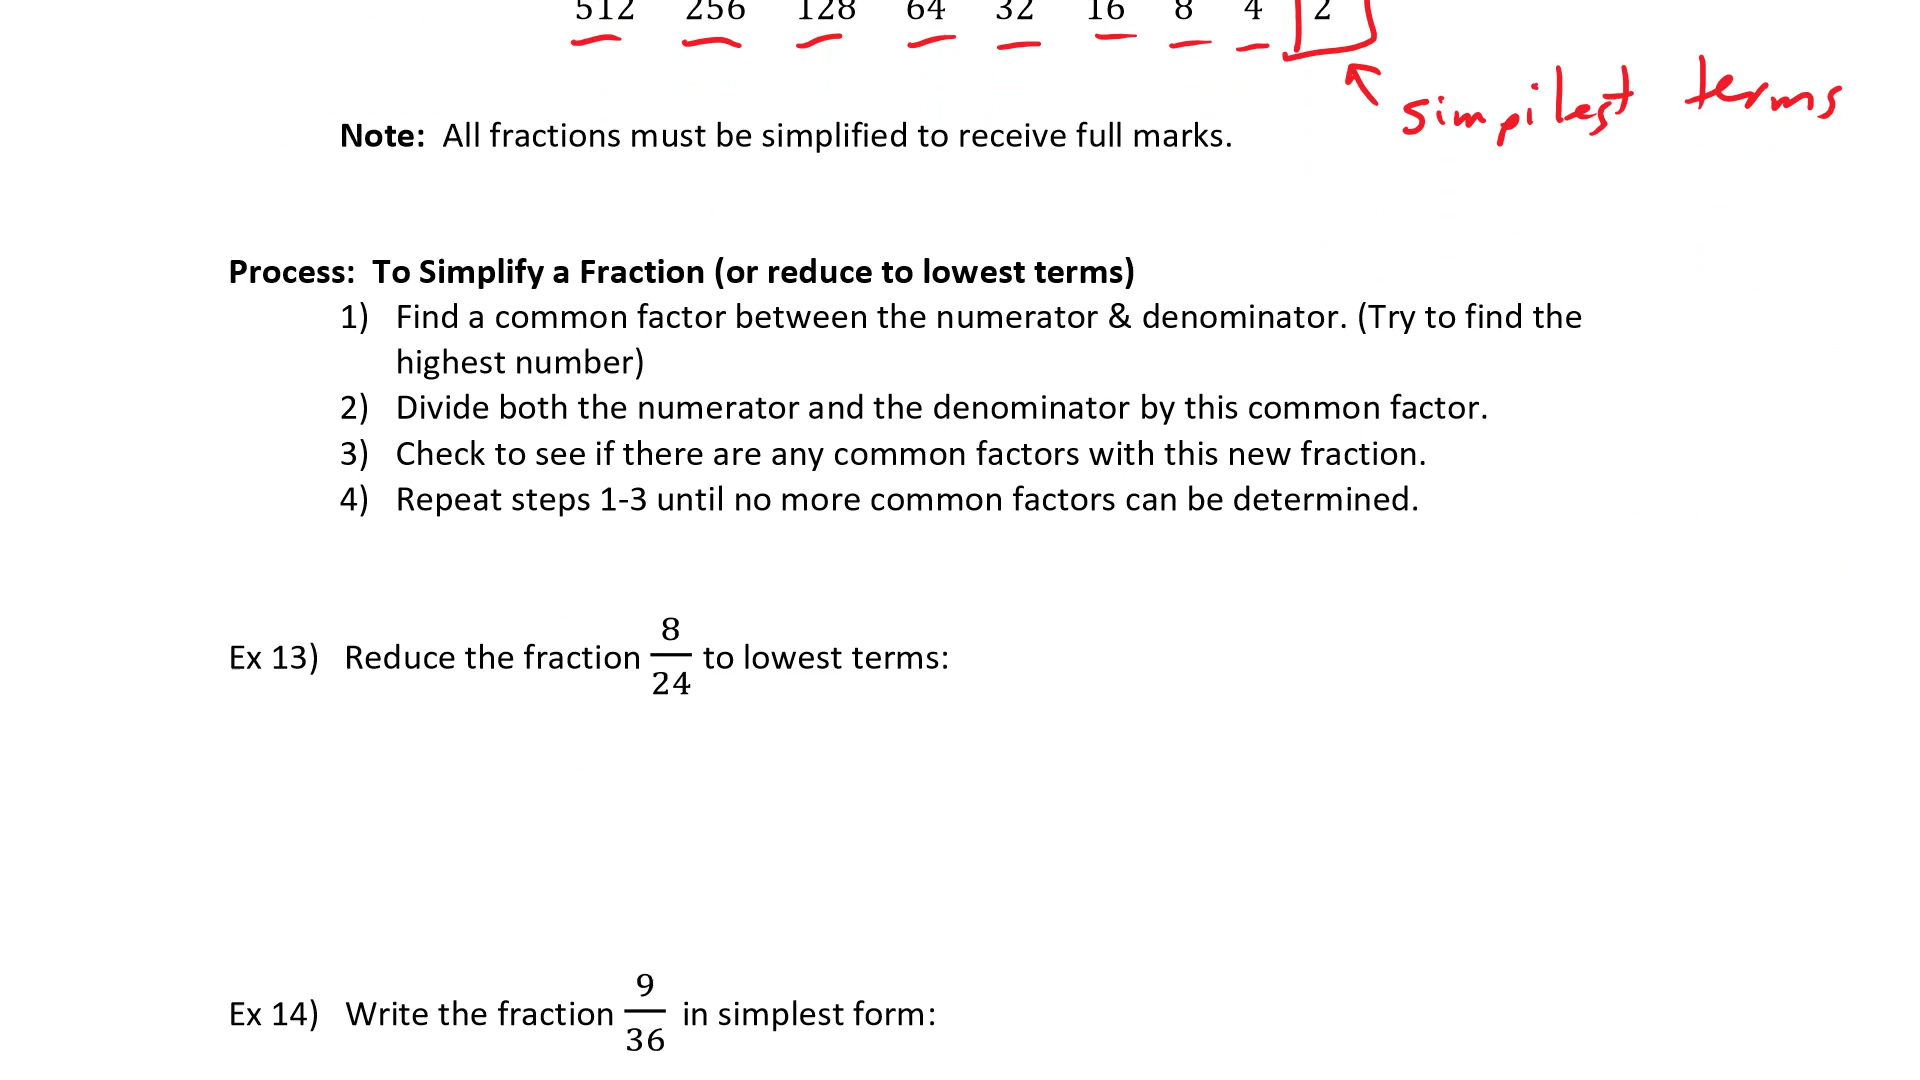 512 256 128 64 32 16 8 4 2
simpilest terms
Note: All fractions must be simplified to receive full marks.
Process: To Simplify a Fraction (or reduce to lowest terms)
1) Find a common factor between the numerator & denominator. (Try to find the
highest number)
2) Divide both the numerator and the denominator by this common factor.
3) Check to see if there are any common factors with this new fraction.
4) Repeat steps 1-3 until no more common factors can be determined.
Ex 13) Reduce the fraction 8/24 to lowest terms:
Ex 14) Write the fraction 9/36 in simplest form: